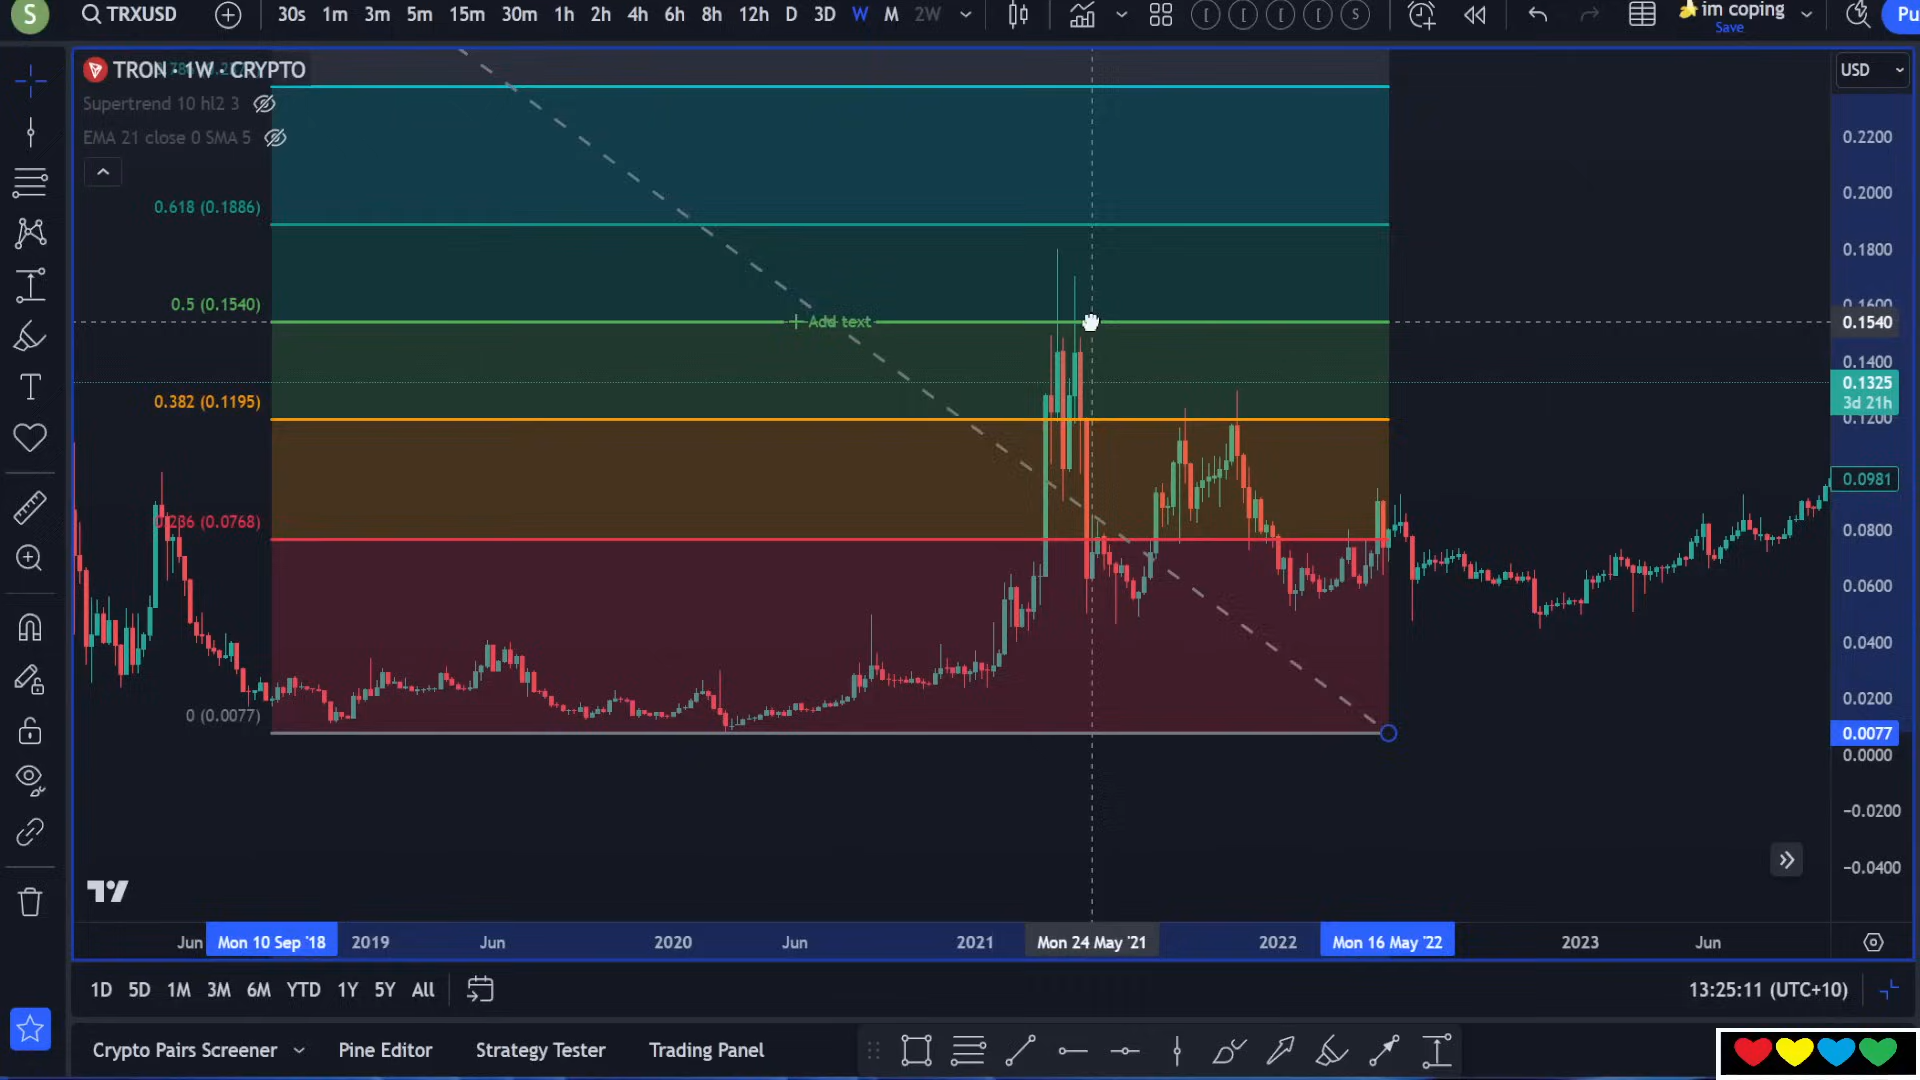 S
TRXUSD
30s 1m 3m 5m 15m 30m 1h 2h 4h 6h 8h 12h D 3D W M 2W
im coping
Save
Pu
TRON · 1W · CRYPTO
USD
Supertrend 10 hl2 3
EMA 21 close 0 SMA 5
0.2200
0.2000
0.618 (0.1886)
0.1800
0.5 (0.1540)
0.1600
+ Add text
0.1540
0.1400
0.1325
3d 21h
0.382 (0.1195)
0.1200
0.0981
0.236 (0.0768)
0.0800
0.0600
0.0400
0.0200
0 (0.0077)
0.0077
0.0000
−0.0200
−0.0400
Jun Mon 10 Sep '18 2019 Jun 2020 Jun 2021 Mon 24 May '21 2022 Mon 16 May '22 2023 Jun
1D 5D 1M 3M 6M YTD 1Y 5Y All
13:25:11 (UTC+10)
Crypto Pairs Screener Pine Editor Strategy Tester Trading Panel